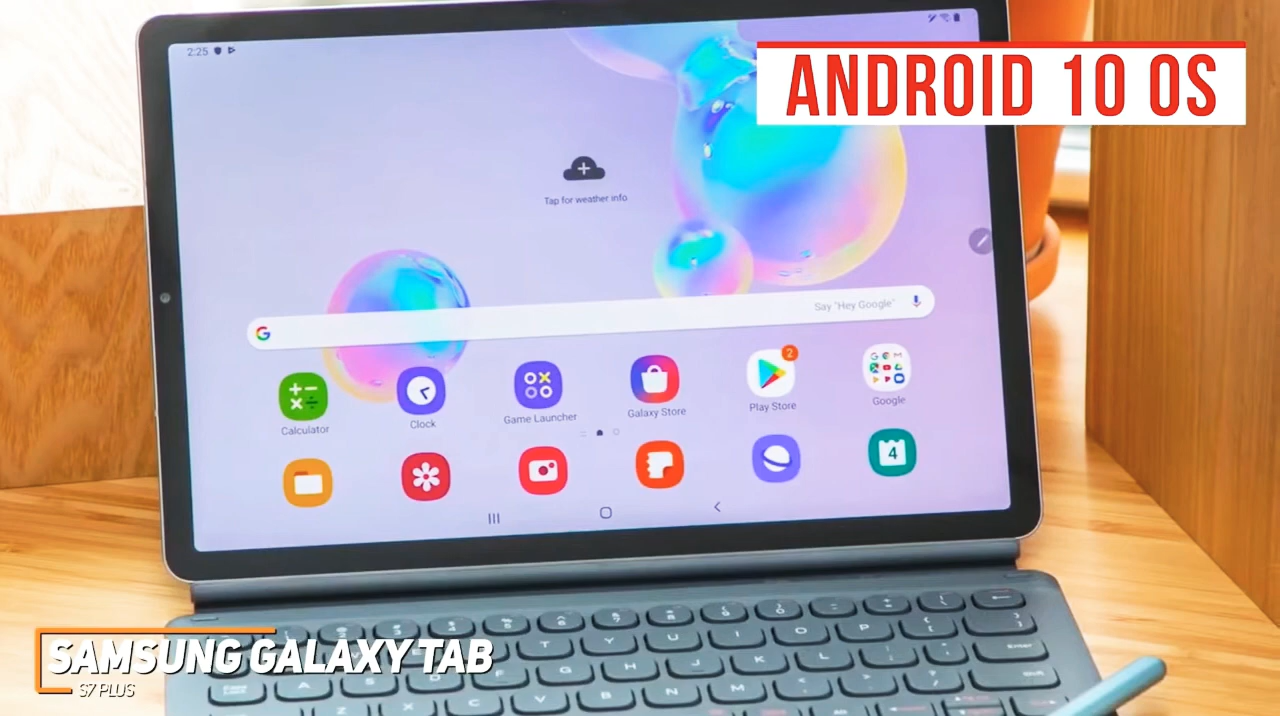 2:25
ANDROID 10 OS
Tap for weather info
G
Say "Hey Google"
Calculator
Clock
Game Launcher
Galaxy Store
2
Play Store
Google
4
T Y U I O P
Enter
G H J K L
A
Z X C V B N M
SAMSUNG GALAXY TAB
S7 PLUS